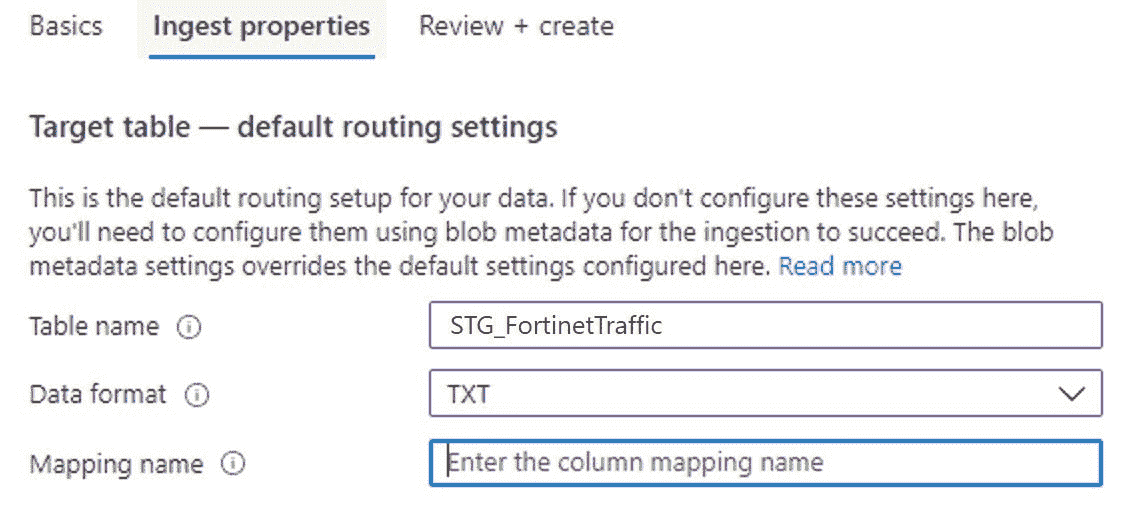 Basics Ingest properties Review + create
Target table — default routing settings
This is the default routing setup for your data. If you don't configure these settings here,
you'll need to configure them using blob metadata for the ingestion to succeed. The blob
metadata settings overrides the default settings configured here. Read more
Table name STG_FortinetTraffic
Data format TXT
Mapping name Enter the column mapping name